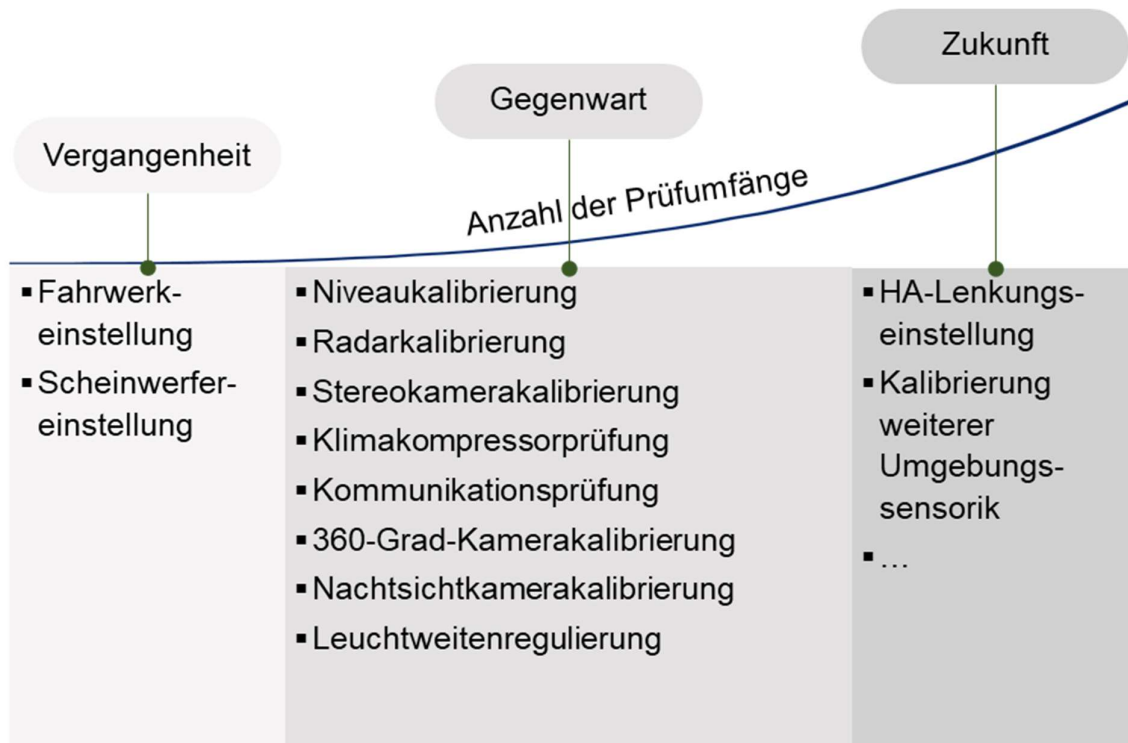 Vergangenheit
Gegenwart
Zukunft
Anzahl der Prüfumfänge
▪ Fahrwerk-
einstellung
▪ Scheinwerfer-
einstellung
▪ Niveaukalibrierung
▪ Radarkalibrierung
▪ Stereokamerakalibrierung
▪ Klimakompressorprüfung
▪ Kommunikationsprüfung
▪ 360-Grad-Kamerakalibrierung
▪ Nachtsichtkamerakalibrierung
▪ Leuchtweitenregulierung
▪ HA-Lenkungs-
einstellung
▪ Kalibrierung
weiterer
Umgebungs-
sensorik
▪ …